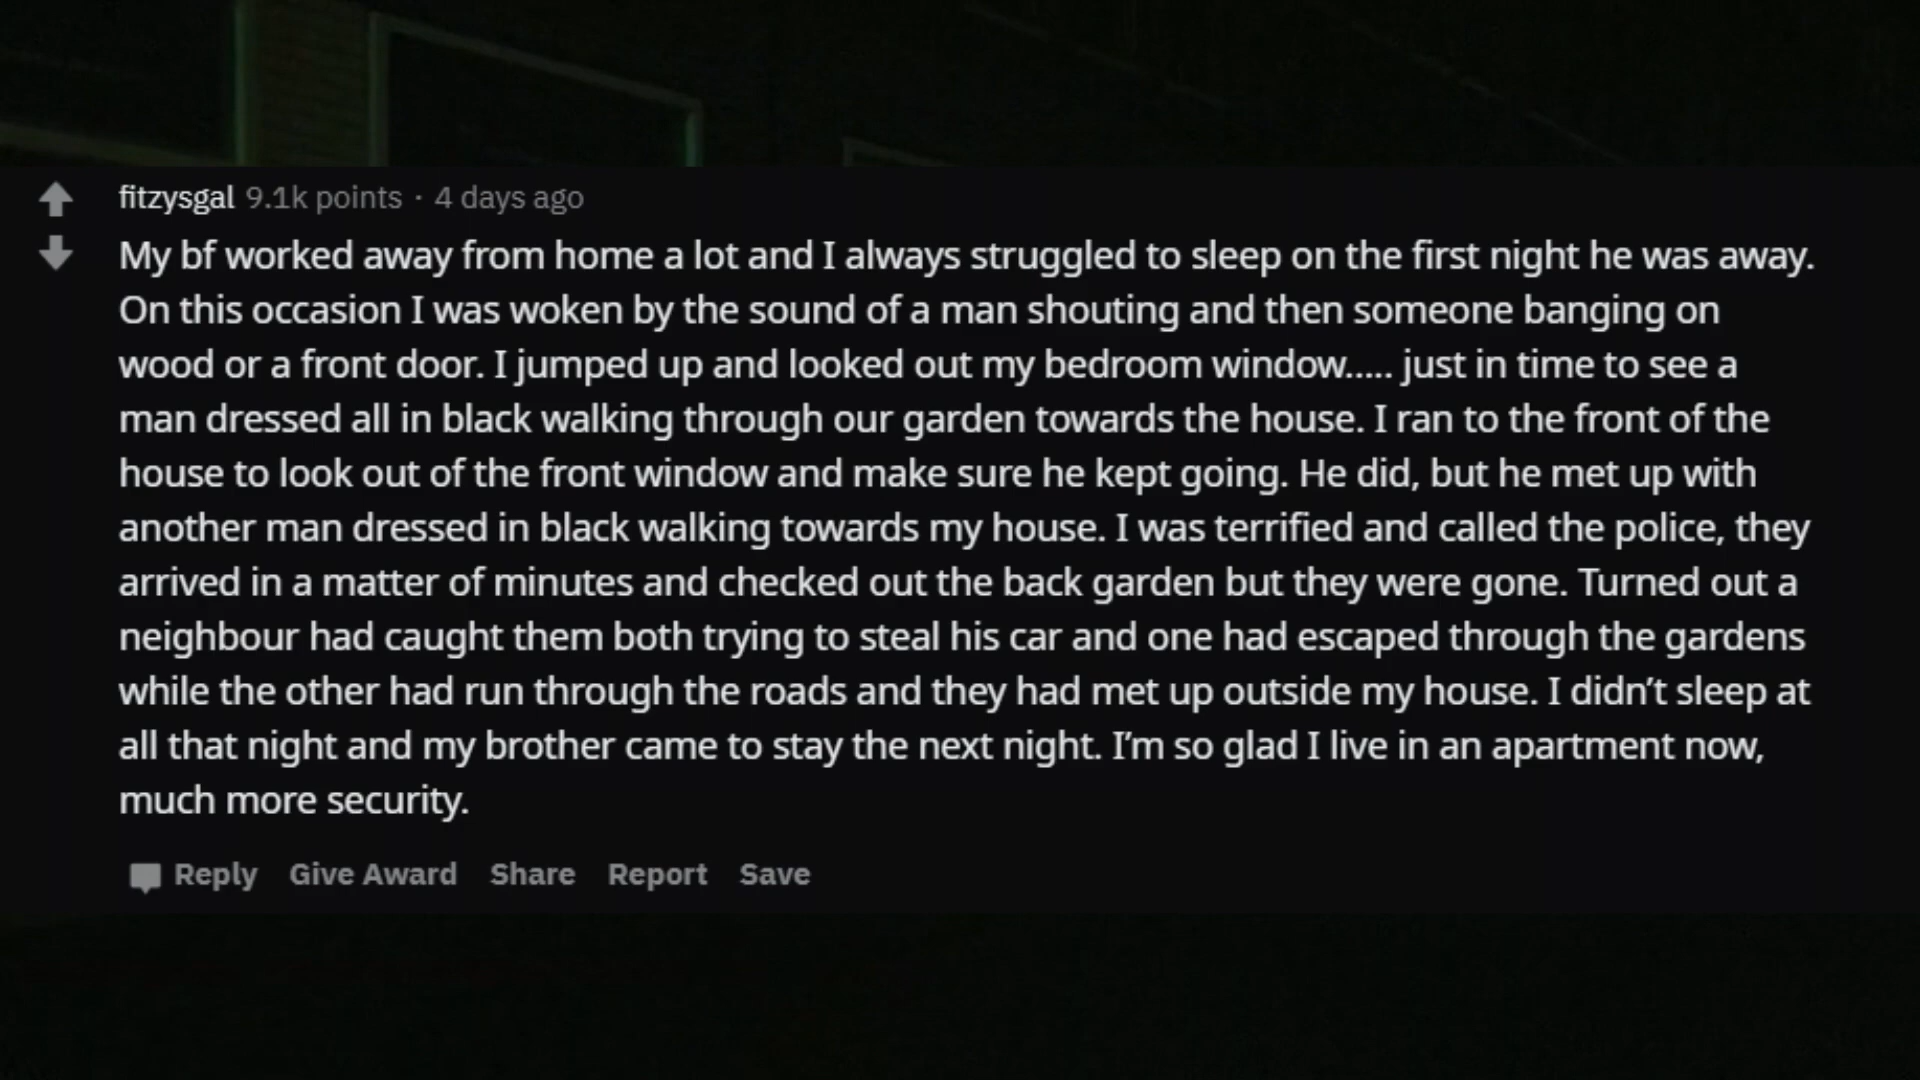 fitzysgal 9.1k points · 4 days ago
My bf worked away from home a lot and I always struggled to sleep on the first night he was away.
On this occasion I was woken by the sound of a man shouting and then someone banging on
wood or a front door. I jumped up and looked out my bedroom window..... just in time to see a
man dressed all in black walking through our garden towards the house. I ran to the front of the
house to look out of the front window and make sure he kept going. He did, but he met up with
another man dressed in black walking towards my house. I was terrified and called the police, they
arrived in a matter of minutes and checked out the back garden but they were gone. Turned out a
neighbour had caught them both trying to steal his car and one had escaped through the gardens
while the other had run through the roads and they had met up outside my house. I didn’t sleep at
all that night and my brother came to stay the next night. I’m so glad I live in an apartment now,
much more security.
Reply Give Award Share Report Save